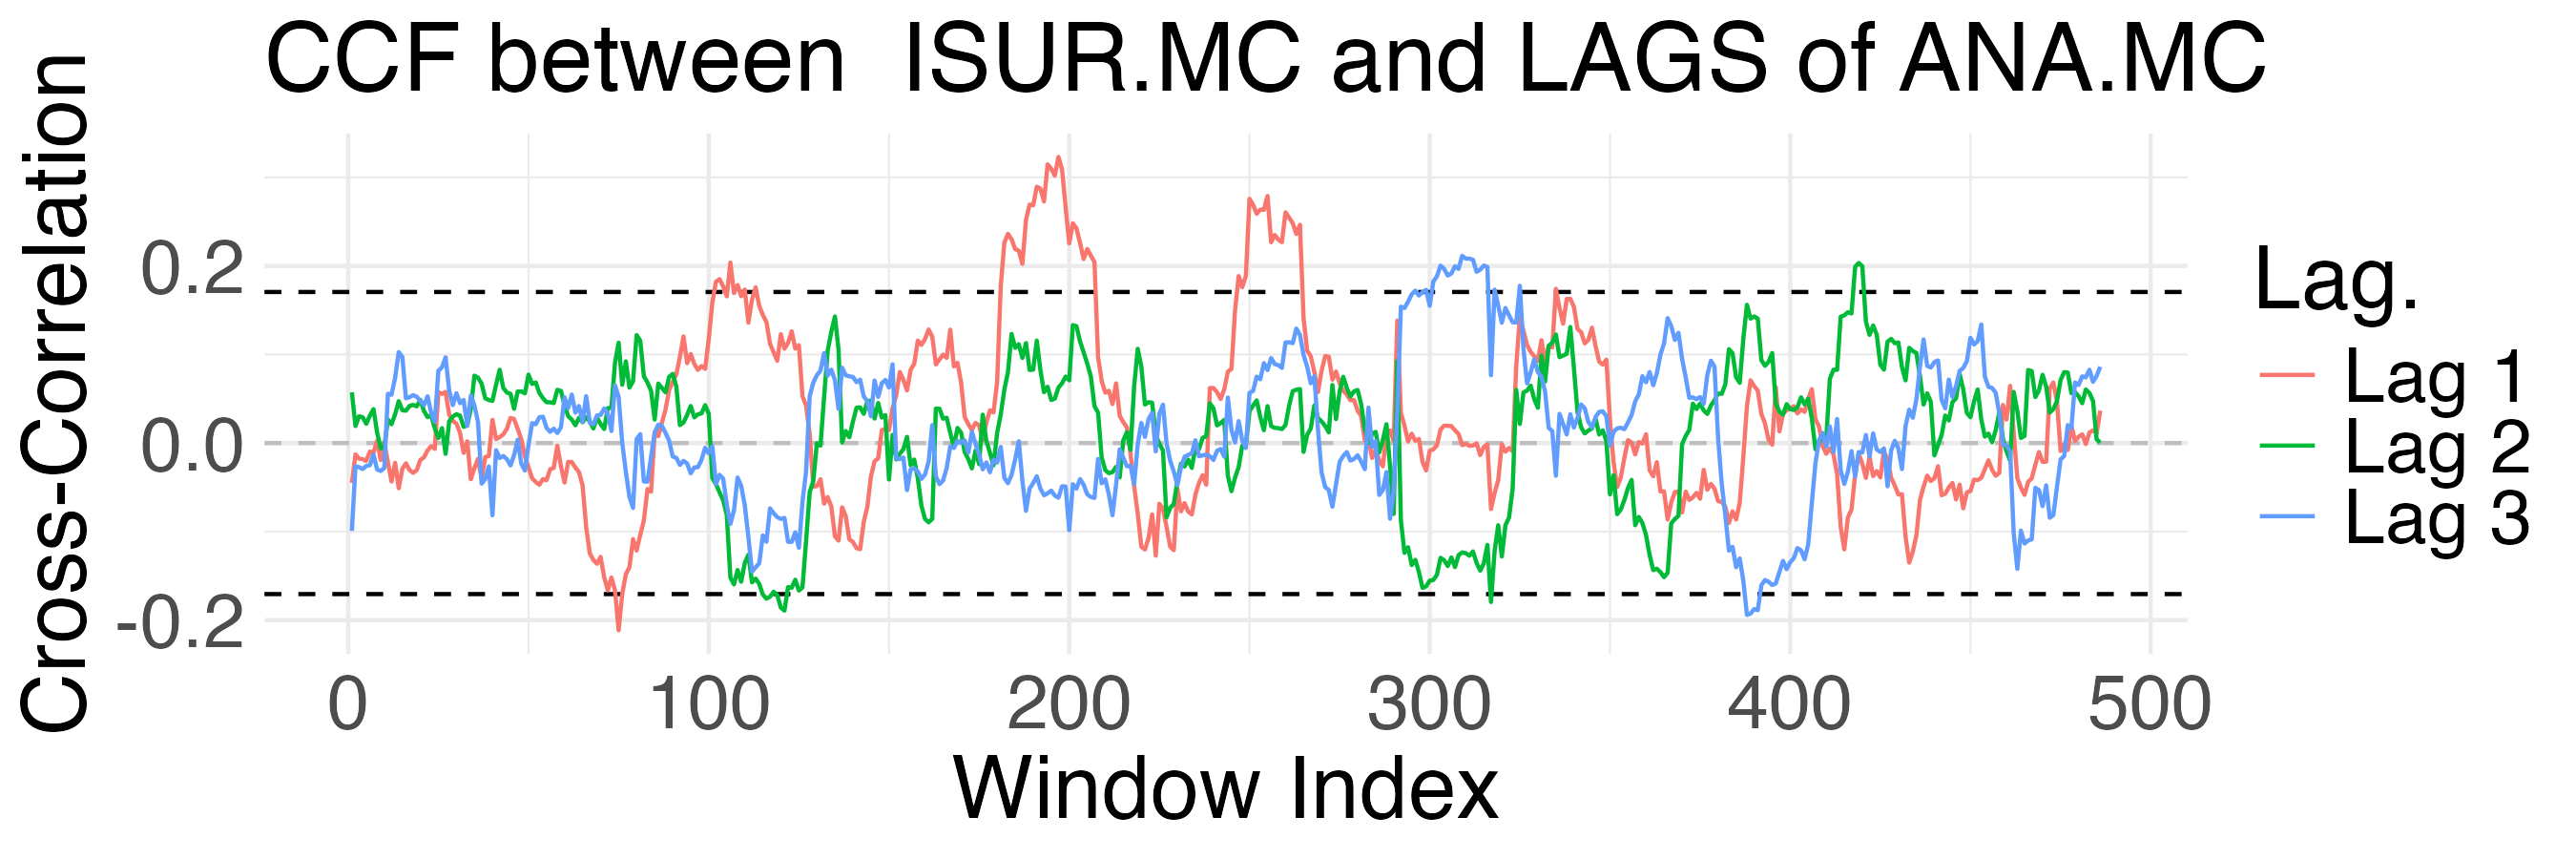 CCF between  ISUR.MC and LAGS of ANA.MC
Cross-Correlation
0.2
0.0
-0.2
0 100 200 300 400 500
Window Index
Lag.
Lag 1
Lag 2
Lag 3